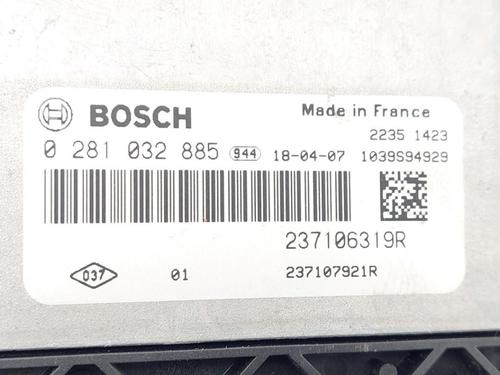 BOSCH
Made in France
2235 1423
0 281 032 885 944 18-04-07 1039S94929
237106319R
037 01 237107921R